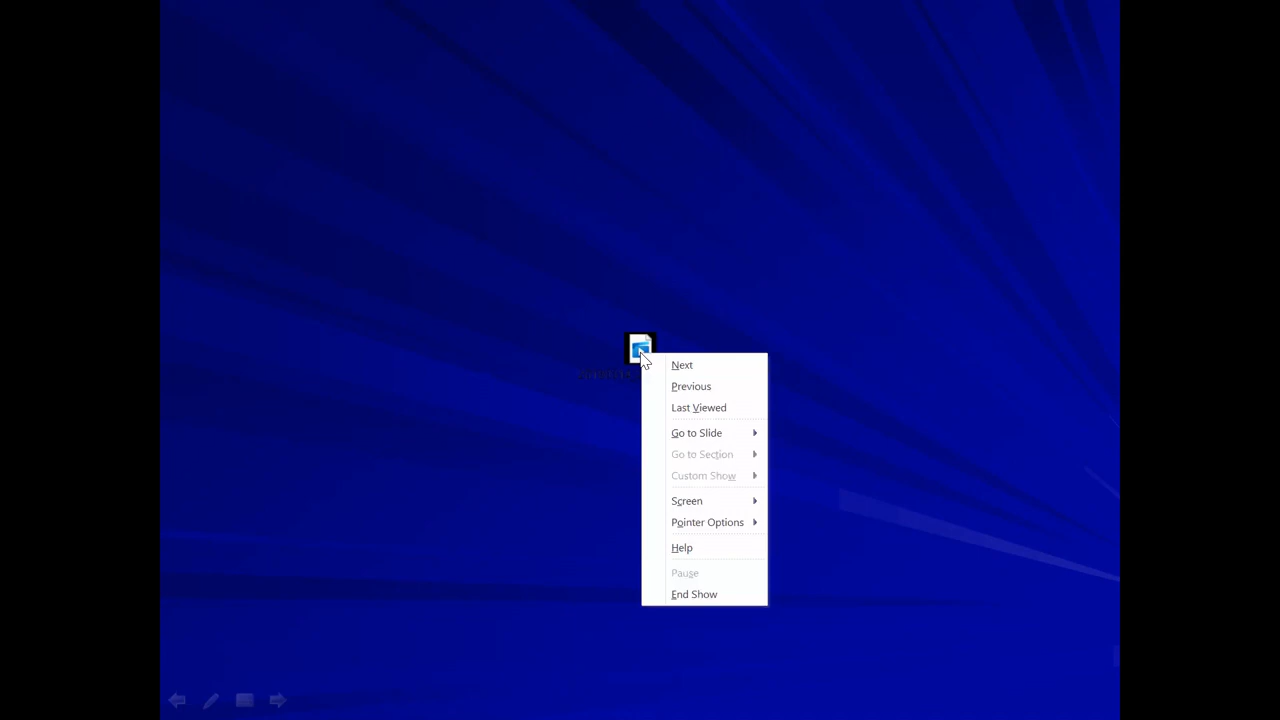 Next
Previous
Last Viewed
Go to Slide
Go to Section
Custom Show
Screen
Pointer Options
Help
Pause
End Show